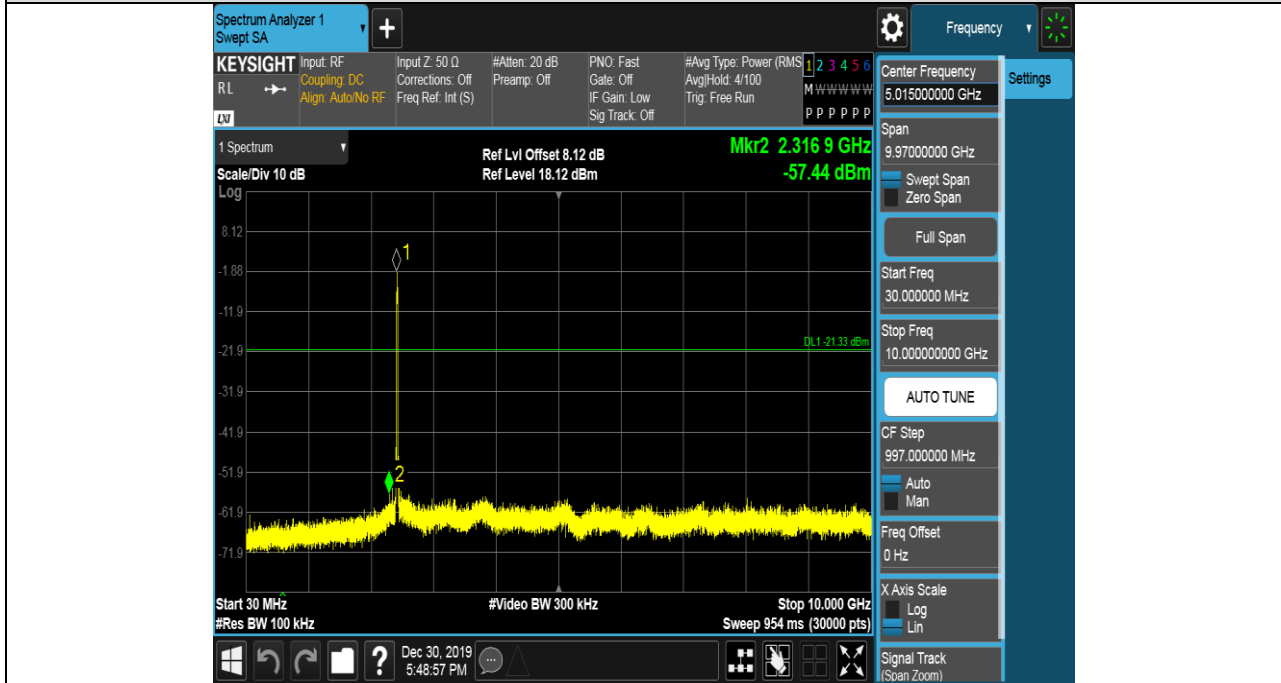 Spectrum Analyzer 1
Swept SA
+
Frequency
KEYSIGHT
RL
LXI
Input: RF
Coupling: DC
Align: Auto/No RF
Input Z: 50 Ω
Corrections: Off
Freq Ref: Int (S)
#Atten: 20 dB
Preamp: Off
PNO: Fast
Gate: Off
IF Gain: Low
Sig Track: Off
#Avg Type: Power (RMS
Avg|Hold: 4/100
Trig: Free Run
1 2 3 4 5 6
M W W W W W
P P P P P P
1 Spectrum
Scale/Div 10 dB
Ref Lvl Offset 8.12 dB
Ref Level 18.12 dBm
Mkr2 2.316 9 GHz
-57.44 dBm
Log
8.12
-1.88
-11.9
-21.9
-31.9
-41.9
-51.9
-61.9
-71.9
1
DL1 -21.33 dBm
2
Start 30 MHz
#Res BW 100 kHz
#Video BW 300 kHz
Stop 10.000 GHz
Sweep 954 ms (30000 pts)
Center Frequency
5.015000000 GHz
Span
9.97000000 GHz
Swept Span
Zero Span
Full Span
Start Freq
30.000000 MHz
Stop Freq
10.000000000 GHz
AUTO TUNE
CF Step
997.000000 MHz
Auto
Man
Freq Offset
0 Hz
X Axis Scale
Log
Lin
Signal Track
(Span Zoom)
Settings
?
Dec 30, 2019
5:48:57 PM